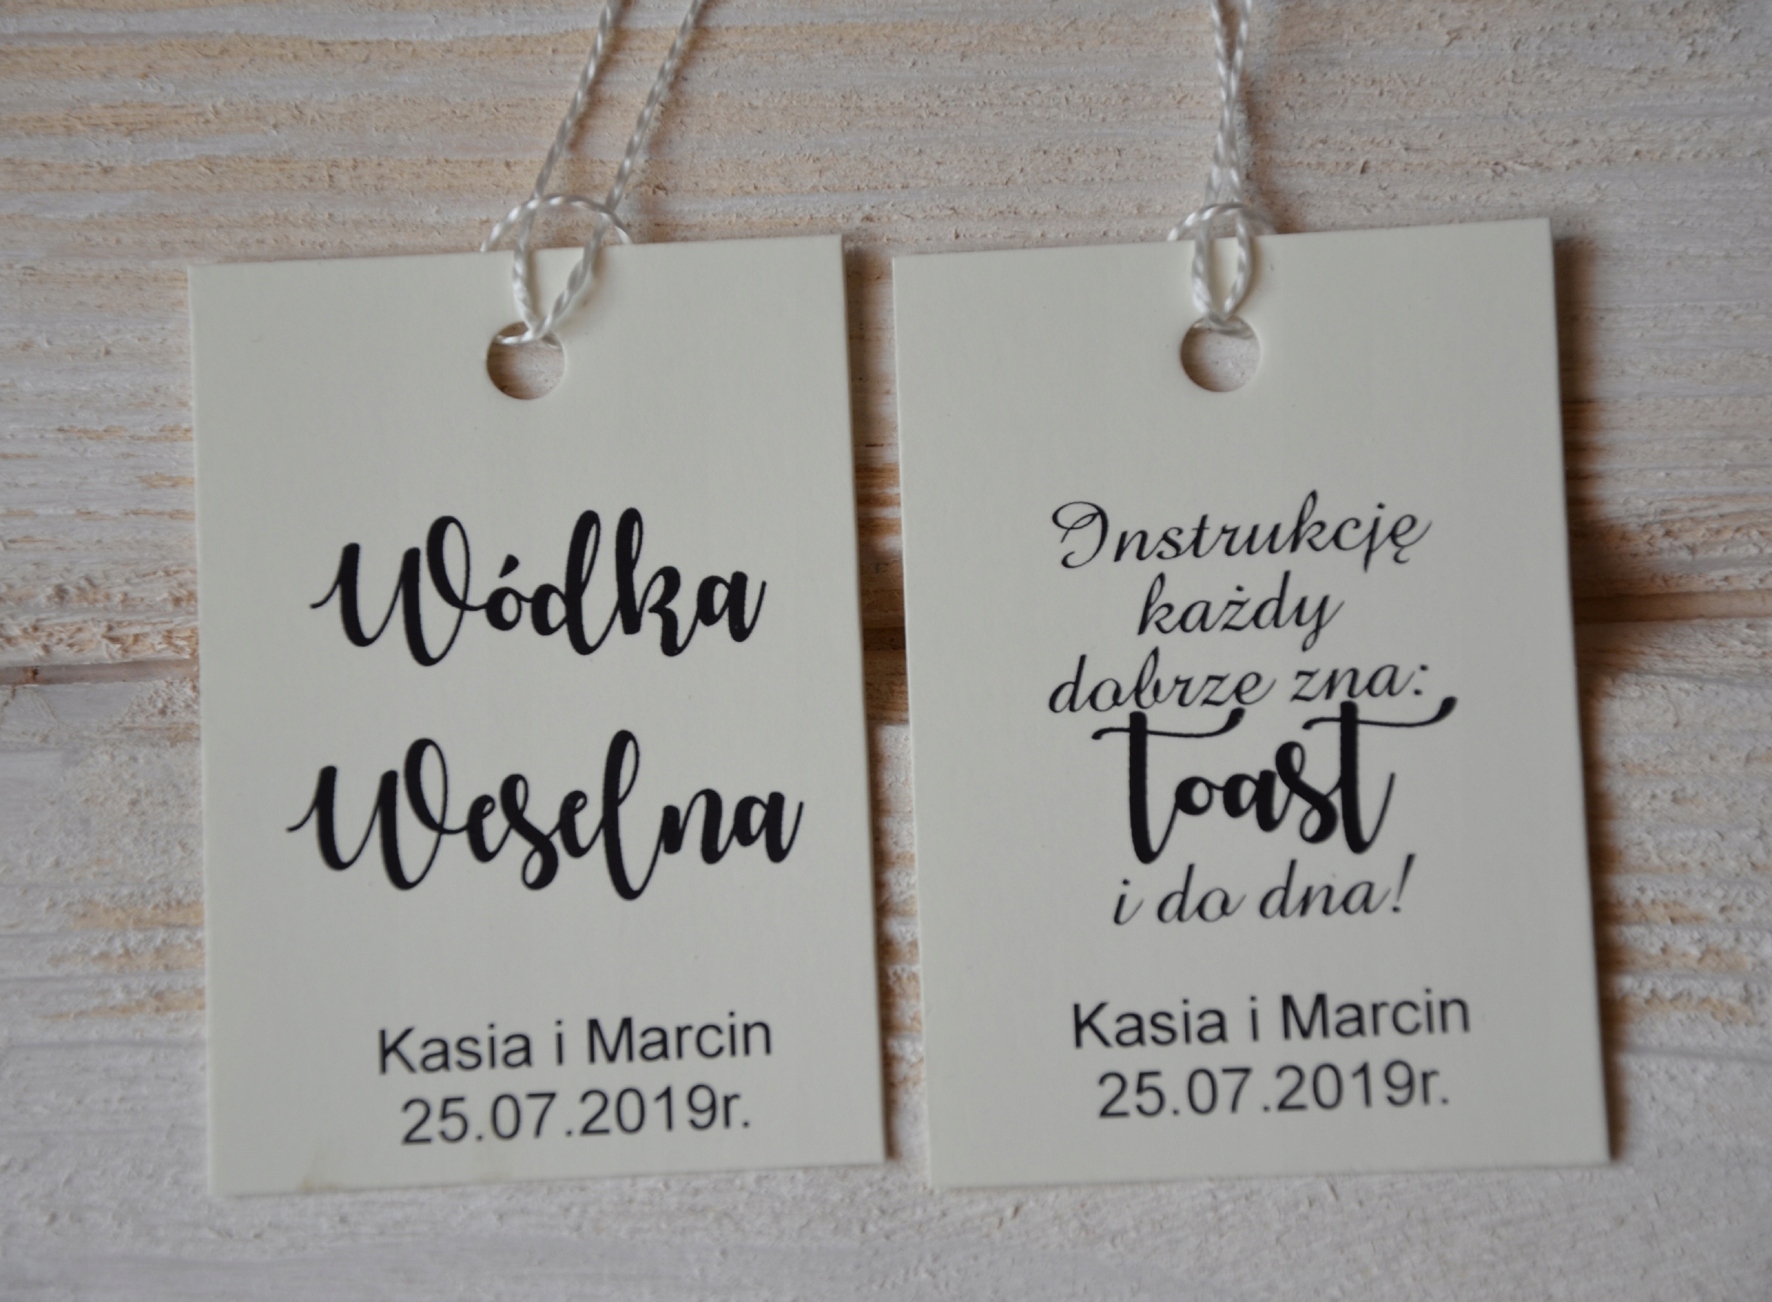 Wódka
Weselna
Kasia i Marcin
25.07.2019r.
Instrukcję
każdy
dobrze zna:
toast
i do dna!
Kasia i Marcin
25.07.2019r.